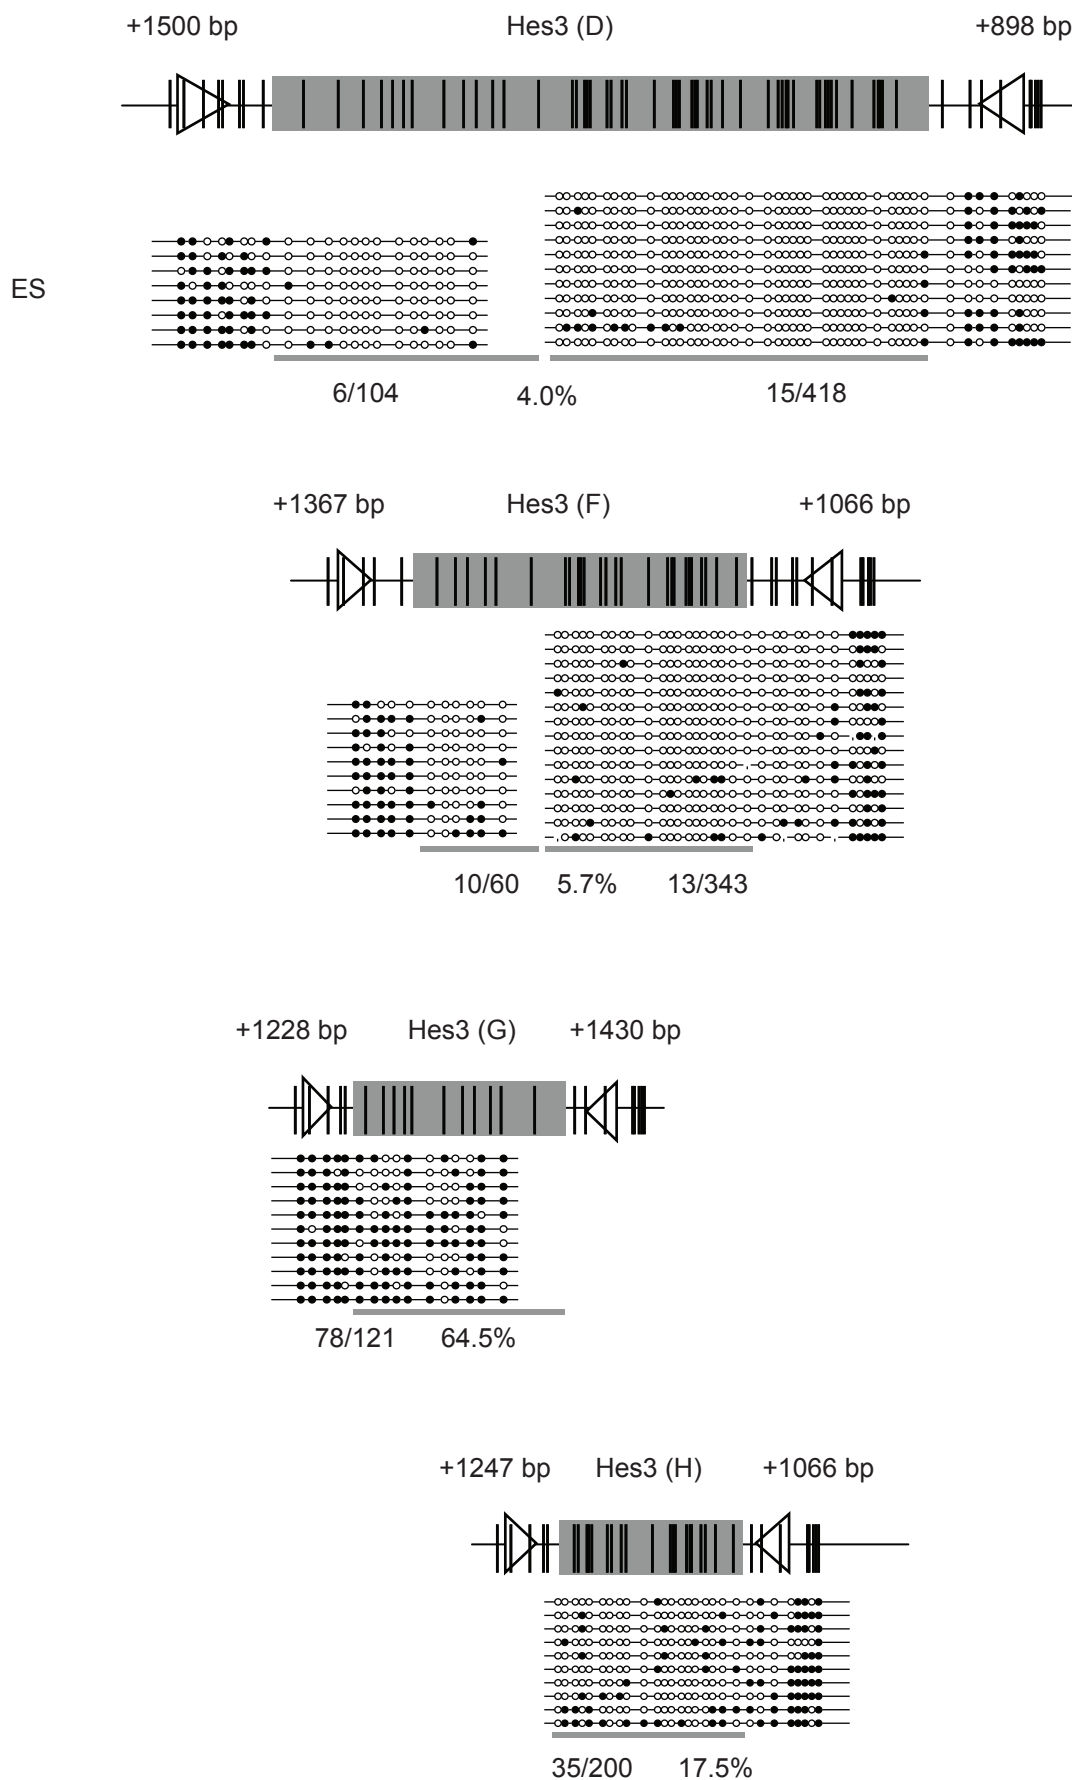 +1500 bp Hes3 (D) +898 bp
ES
6/104 4.0% 15/418
+1367 bp Hes3 (F) +1066 bp
10/60 5.7% 13/343
+1228 bp Hes3 (G) +1430 bp
78/121 64.5%
+1247 bp Hes3 (H) +1066 bp
35/200 17.5%